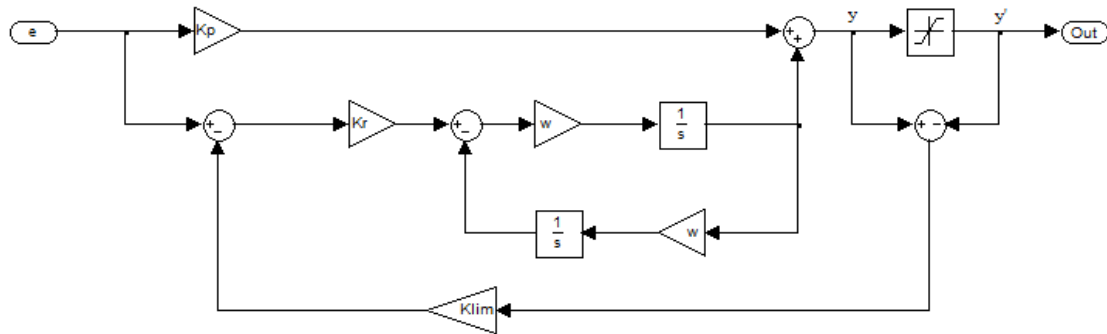 y y'
e Kp + + Out
+ - Kr + - w 1/s + -
1/s w
Klim